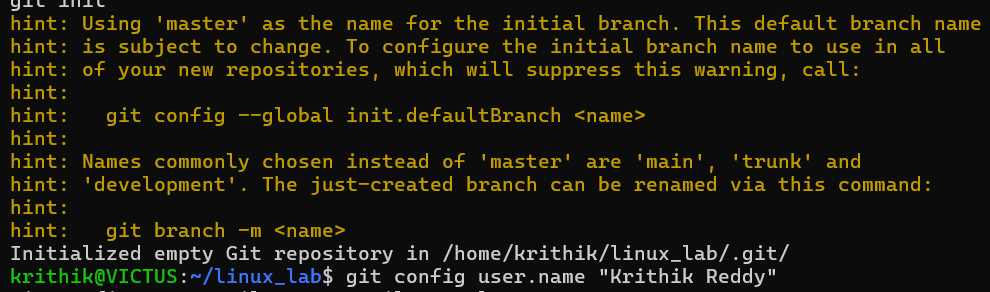 git init
hint: Using 'master' as the name for the initial branch. This default branch name
hint: is subject to change. To configure the initial branch name to use in all
hint: of your new repositories, which will suppress this warning, call:
hint:
hint:   git config --global init.defaultBranch <name>
hint:
hint: Names commonly chosen instead of 'master' are 'main', 'trunk' and
hint: 'development'. The just-created branch can be renamed via this command:
hint:
hint:   git branch -m <name>
Initialized empty Git repository in /home/krithik/linux_lab/.git/
krithik@VICTUS:~/linux_lab$ git config user.name "Krithik Reddy"